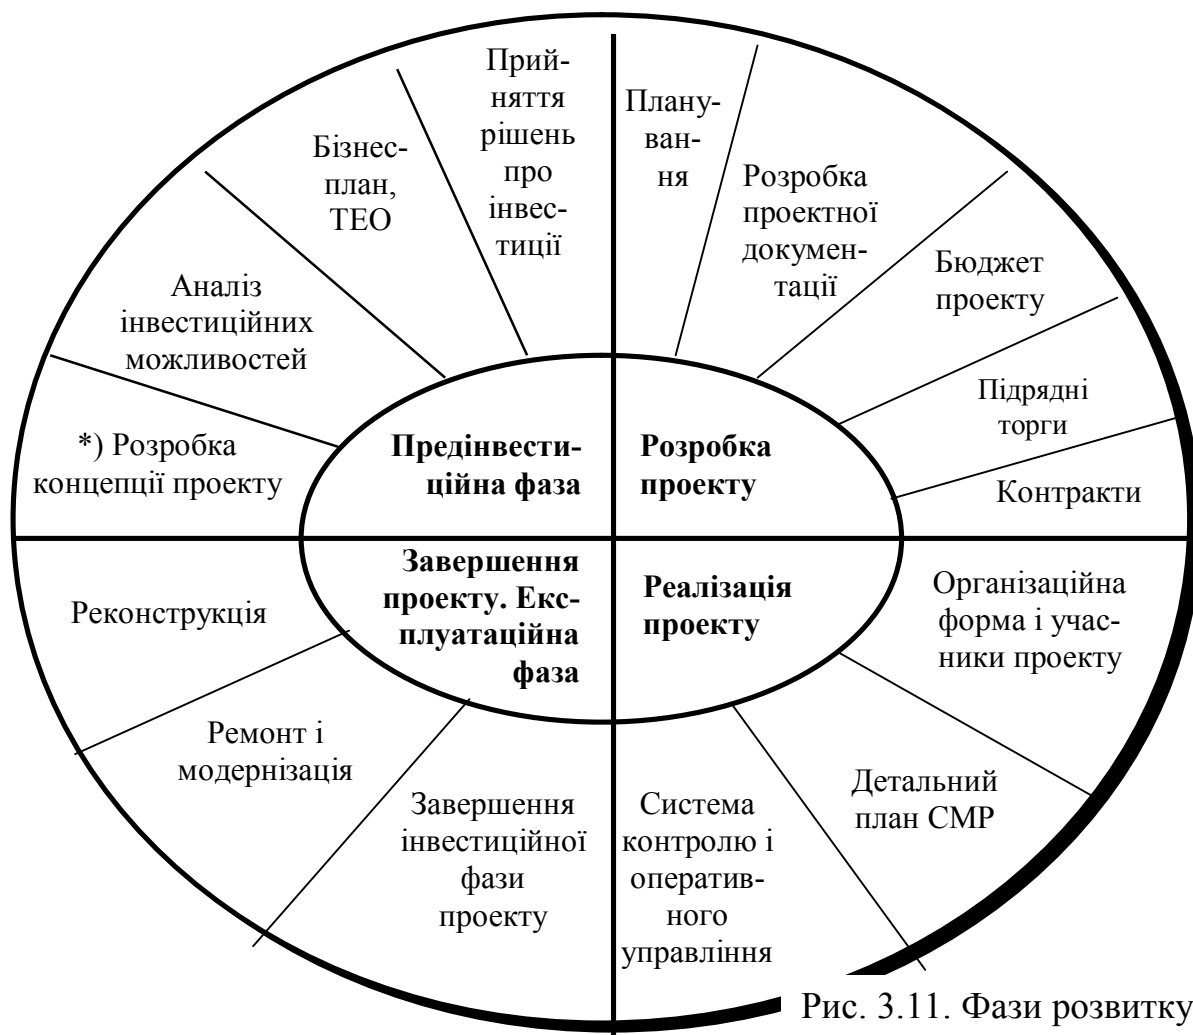 Прий-
няття
рішень
про
інвес-
тиції
Плану-
ван-
ня
Бізнес-
план,
ТЕО
Розробка
проектної
докумен-
тації
Бюджет
проекту
Аналіз
інвестиційних
можливостей
Підрядні
торги
*) Розробка
концепції проекту
Предінвести-
ційна фаза
Розробка
проекту
Контракти
Завершення
проекту. Екс-
плуатаційна
фаза
Реалізація
проекту
Організаційна
форма і учас-
ники проекту
Реконструкція
Ремонт і
модернізація
Детальний
план СМР
Завершення
інвестиційної
фази
проекту
Система
контролю і
оператив-
ного
управління
Рис. 3.11. Фази розвитку